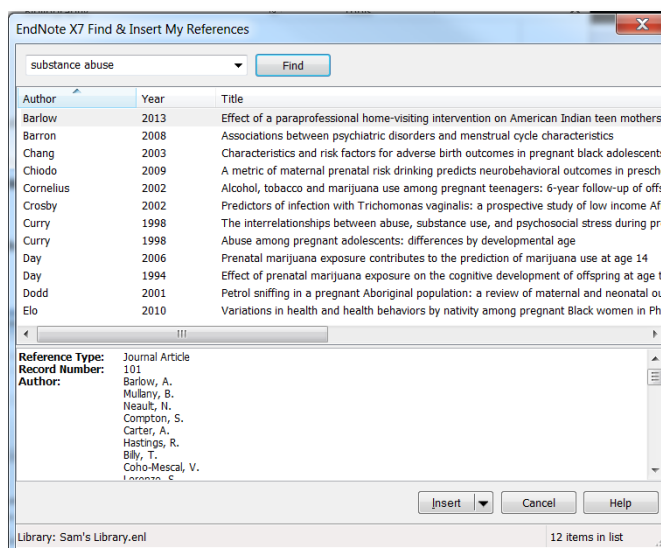 EndNote X7 Find & Insert My References
substance abuse Find
Author Year Title
Barlow 2013 Effect of a paraprofessional home-visiting intervention on American Indian teen mothers
Barron 2008 Associations between psychiatric disorders and menstrual cycle characteristics
Chang 2003 Characteristics and risk factors for adverse birth outcomes in pregnant black adolescents
Chiodo 2009 A metric of maternal prenatal risk drinking predicts neurobehavioral outcomes in presch
Cornelius 2002 Alcohol, tobacco and marijuana use among pregnant teenagers: 6-year follow-up of offs
Crosby 2002 Predictors of infection with Trichomonas vaginalis: a prospective study of low income Af
Curry 1998 The interrelationships between abuse, substance use, and psychosocial stress during pr
Curry 1998 Abuse among pregnant adolescents: differences by developmental age
Day 2006 Prenatal marijuana exposure contributes to the prediction of marijuana use at age 14
Day 1994 Effect of prenatal marijuana exposure on the cognitive development of offspring at age t
Dodd 2001 Petrol sniffing in a pregnant Aboriginal population: a review of maternal and neonatal ou
Elo 2010 Variations in health and health behaviors by nativity among pregnant Black women in Ph
Reference Type: Journal Article
Record Number: 101
Author: Barlow, A.
Mullany, B.
Neault, N.
Compton, S.
Carter, A.
Hastings, R.
Billy, T.
Coho-Mescal, V.
Lorenzo, S.
Insert Cancel Help
Library: Sam's Library.enl 12 items in list